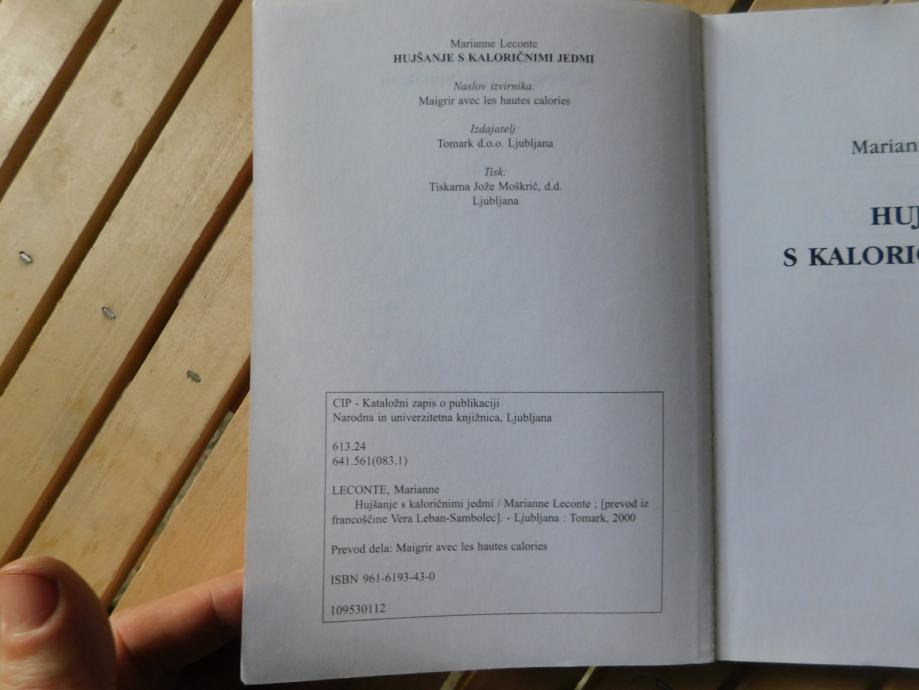 Marianne Leconte
HUJŠANJE S KALORIČNIMI JEDMI
Naslov izvirnika:
Maigrir avec les hautes calories
Izdajatelj:
Tomark d.o.o. Ljubljana
Tisk:
Tiskarna Jože Moškrič, d.d.
Ljubljana
CIP - Kataložni zapis o publikaciji
Narodna in univerzitetna knjižnica, Ljubljana
613.24
641.561(083.1)
LECONTE, Marianne
Hujšanje s kaloričnimi jedmi / Marianne Leconte ; [prevod iz
francoščine Vera Leban-Sambolec]. - Ljubljana : Tomark, 2000
Prevod dela: Maigrir avec les hautes calories
ISBN 961-6193-43-0
109530112
Marian
HUJ
S KALORI